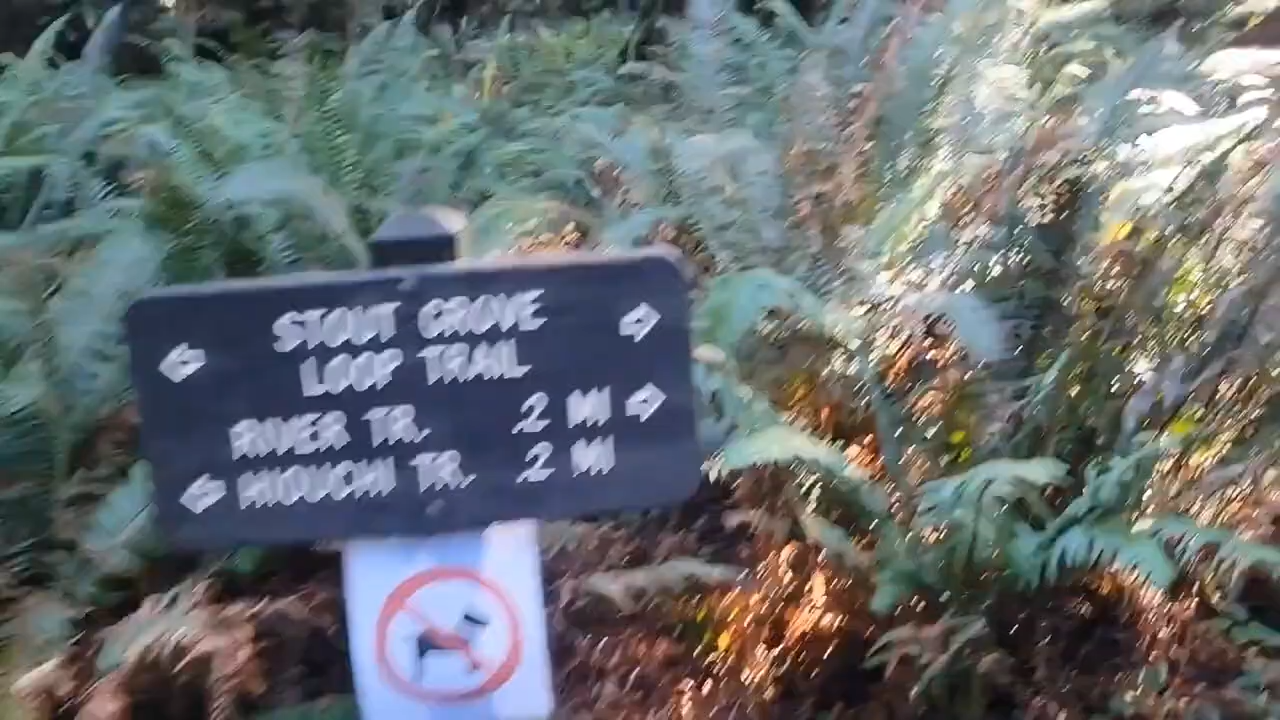 STOUT GROVE
LOOP TRAIL
RIVER TR. .2 MI
HIOUCHI TR. .2 MI